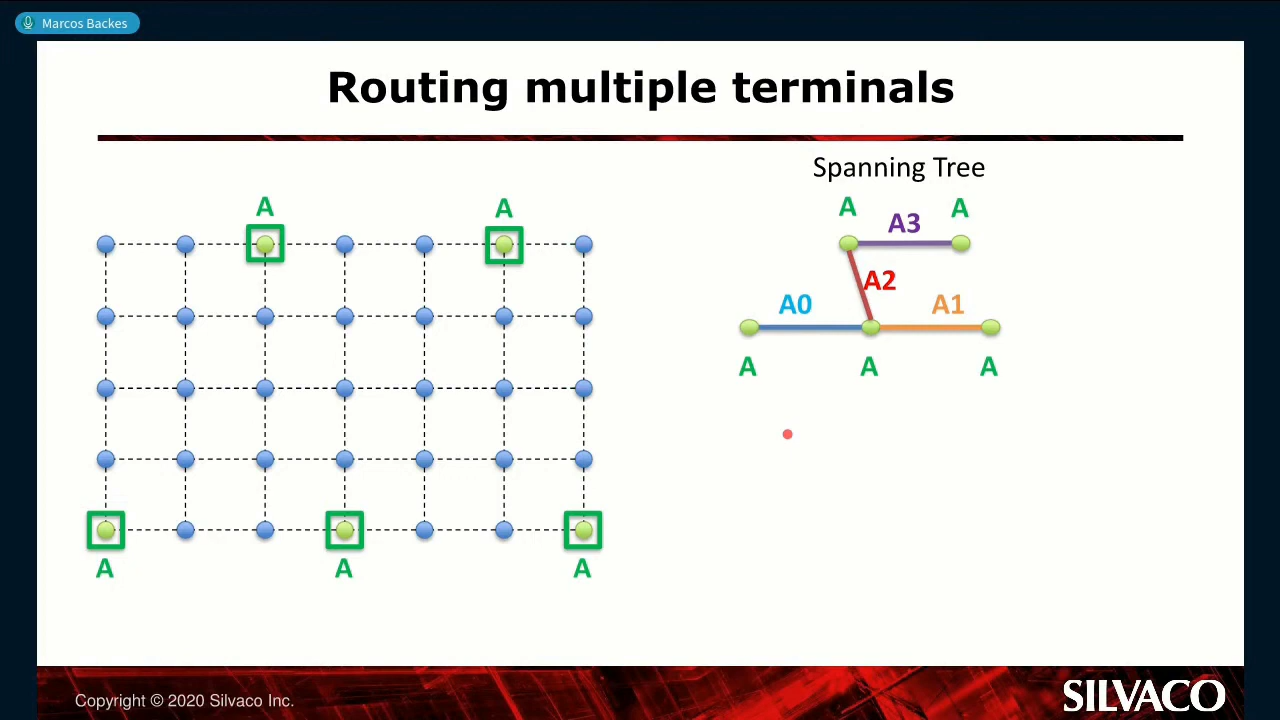 Marcos Backes
Routing multiple terminals
Spanning Tree
A A
A A
A3
A2
A0 A1
A A A
A A A
Copyright © 2020 Silvaco Inc.
SILVACO